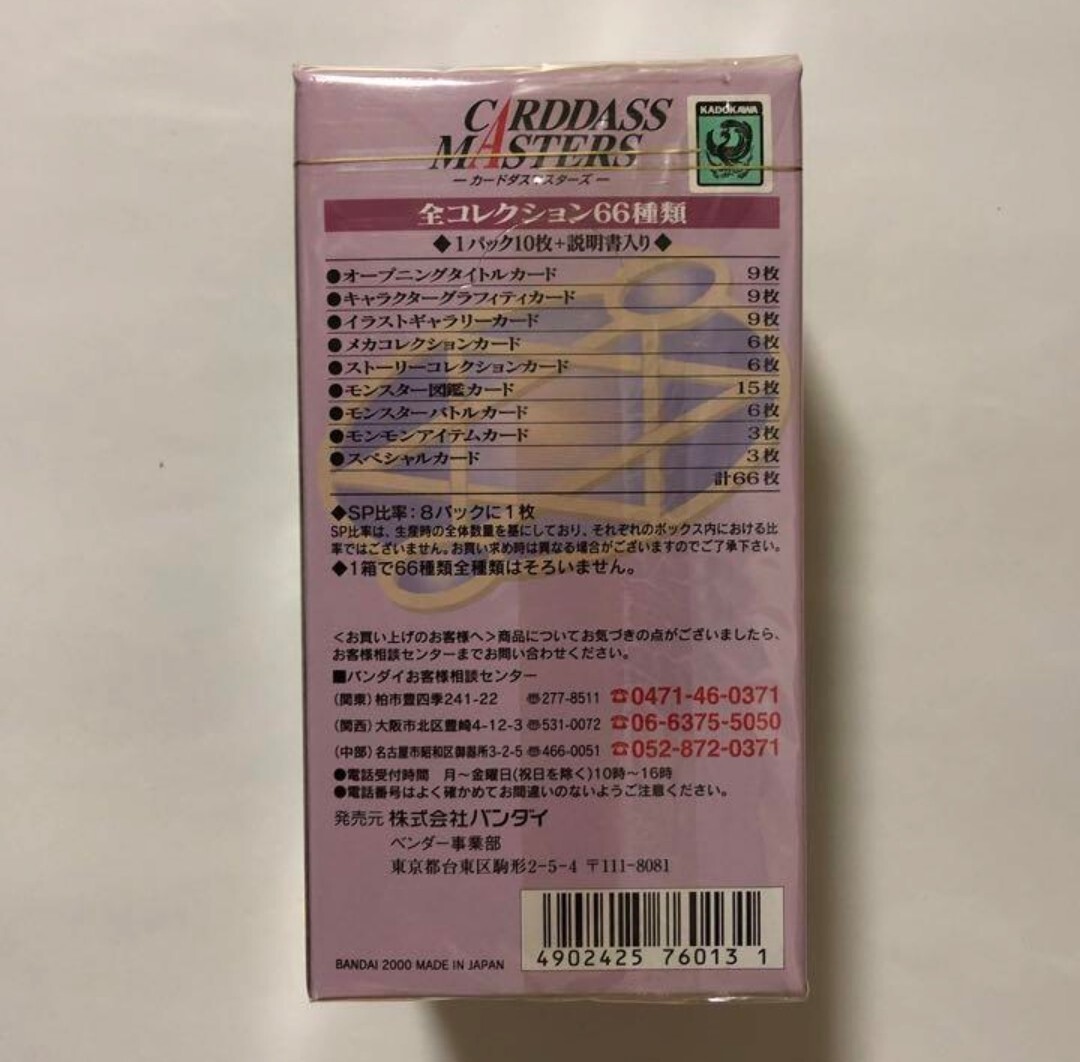 CARDDASS
MASTERS
KADOKAWA
ーカードダスマスターズー
全コレクション66種類
◆1パック10枚+説明書入り◆
●オープニングタイトルカード 9枚
●キャラクターグラフィティカード 9枚
●イラストギャラリーカード 9枚
●メカコレクションカード 6枚
●ストーリーコレクションカード 6枚
●モンスター図鑑カード 15枚
●モンスターバトルカード 6枚
●モンモンアイテムカード 3枚
●スペシャルカード 3枚
計66枚
◆SP比率:8パックに1枚
SP比率は、生産時の全体数量を基にしており、それぞれのボックス内における比
率ではございません。お買い求め時は異なる場合がございますのでご了承下さい。
◆1箱で66種類全種類はそろいません。
<お買い上げのお客様へ>商品についてお気づきの点がございましたら、
お客様相談センターまでお問い合わせください。
■バンダイお客様相談センター
(関東)柏市豊四季241-22 〠277-8511 ☎0471-46-0371
(関西)大阪市北区豊崎4-12-3 〠531-0072 ☎06-6375-5050
(中部)名古屋市昭和区御器所3-2-5 〠466-0051 ☎052-872-0371
●電話受付時間 月〜金曜日(祝日を除く)10時〜16時
●電話番号はよく確かめてお間違いのないようご注意ください。
発売元 株式会社バンダイ
ベンダー事業部
東京都台東区駒形2-5-4 〒111-8081
BANDAI 2000 MADE IN JAPAN
4902425 76013 1